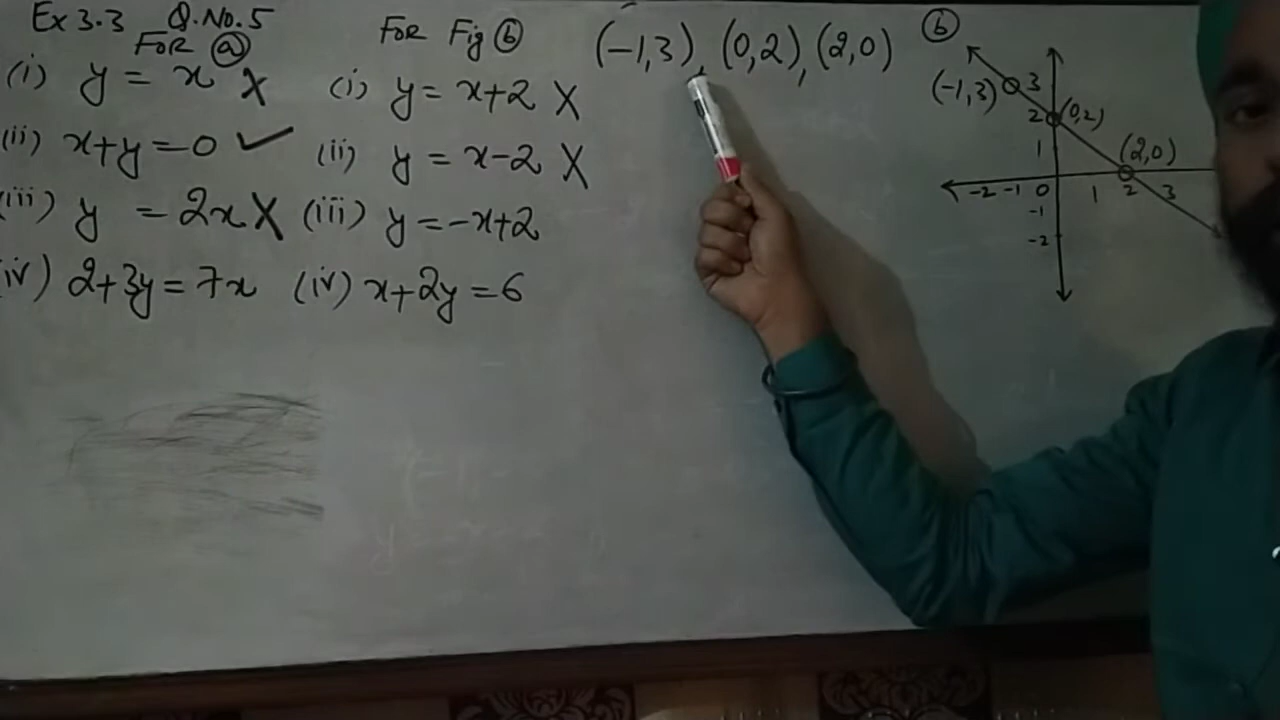 Ex 3.3 Q.No.5
FOR ⓐ
(i) y = x X
(ii) x+y=0 ✓
(iii) y = 2x X
(iv) 2+3y=7x
FOR Fig ⓑ
(i) y=x+2 X
(ii) y=x-2 X
(iii) y=-x+2
(iv) x+2y=6
(-1,3), (0,2), (2,0)
ⓑ
(-1,3) 3
2 (0,2)
1 (2,0)
-2 -1 0 1 2 3
-1
-2